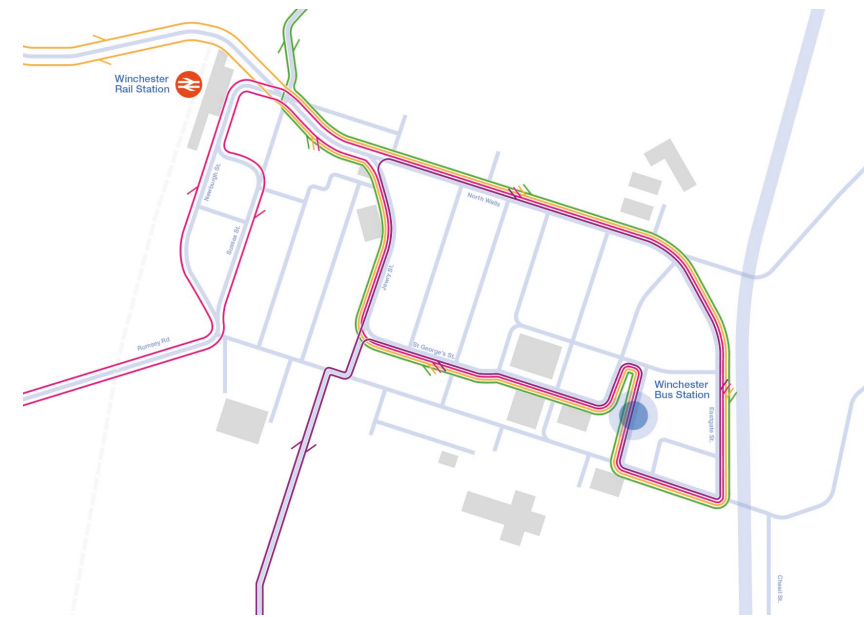 Winchester
Rail Station
Newburgh St.
Sussex St.
Romsey Rd
North Walls
Jewry St.
St George's St.
Winchester
Bus Station
Eastgate St.
Chesil St.